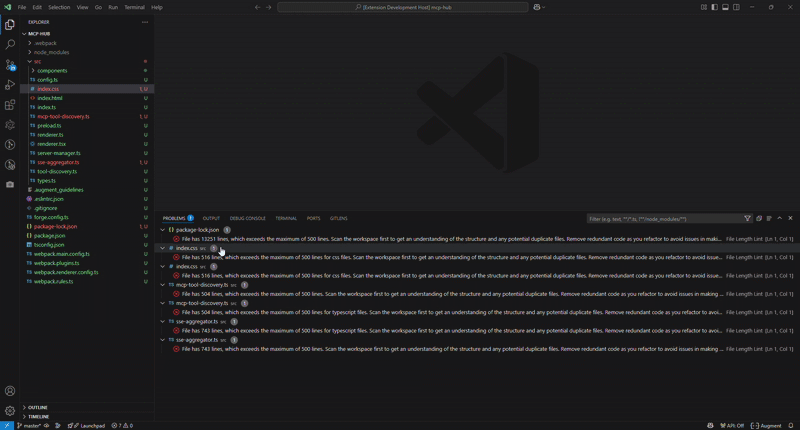 File Edit Selection View Go Run Terminal Help
[Extension Development Host] mcp-hub
EXPLORER
MCP-HUB
.webpack
node_modules
src
components
TS config.ts U
# index.css 1, U
<> index.html U
TS index.ts U
TS mcp-tool-discovery.ts 1, U
TS preload.ts U
TS renderer.ts U
renderer.tsx U
TS server-manager.ts U
TS sse-aggregator.ts 1, U
TS tool-discovery.ts U
TS types.ts U
.augment_guidelines U
.eslintrc.json U
.gitignore U
TS forge.config.ts U
{} package-lock.json 1, U
{} package.json U
tsconfig.json U
TS webpack.main.config.ts U
TS webpack.plugins.ts U
TS webpack.renderer.config.ts U
TS webpack.rules.ts U
OUTLINE
TIMELINE
PROBLEMS 7 OUTPUT DEBUG CONSOLE TERMINAL PORTS GITLENS
Filter (e.g. text, **/*.ts, !**/node_modules/**)
{} package-lock.json 1
File has 13251 lines, which exceeds the maximum of 500 lines. Scan the workspace first to get an understanding of the structure and any potential duplicate files. Remove redundant code as you refactor to avoid issues in maki... File Length Lint [Ln 1, Col 1]
# index.css src 1
File has 516 lines, which exceeds the maximum of 500 lines for css files. Scan the workspace first to get an understanding of the structure and any potential duplicate files. Remove redundant code as you refactor to avoid issue... File Length Lint [Ln 1, Col 1]
# index.css src 1
File has 516 lines, which exceeds the maximum of 500 lines for css files. Scan the workspace first to get an understanding of the structure and any potential duplicate files. Remove redundant code as you refactor to avoid issue... File Length Lint [Ln 1, Col 1]
TS mcp-tool-discovery.ts src 1
File has 504 lines, which exceeds the maximum of 500 lines. Scan the workspace first to get an understanding of the structure and any potential duplicate files. Remove redundant code as you refactor to avoid issues in making ... File Length Lint [Ln 1, Col 1]
TS mcp-tool-discovery.ts src 1
File has 504 lines, which exceeds the maximum of 500 lines for typescript files. Scan the workspace first to get an understanding of the structure and any potential duplicate files. Remove redundant code as you refactor to avoi... File Length Lint [Ln 1, Col 1]
TS sse-aggregator.ts src 1
File has 743 lines, which exceeds the maximum of 500 lines for typescript files. Scan the workspace first to get an understanding of the structure and any potential duplicate files. Remove redundant code as you refactor to avoi... File Length Lint [Ln 1, Col 1]
TS sse-aggregator.ts src 1
File has 743 lines, which exceeds the maximum of 500 lines. Scan the workspace first to get an understanding of the structure and any potential duplicate files. Remove redundant code as you refactor to avoid issues in making ... File Length Lint [Ln 1, Col 1]
master* Launchpad 7 0 API: Off Augment